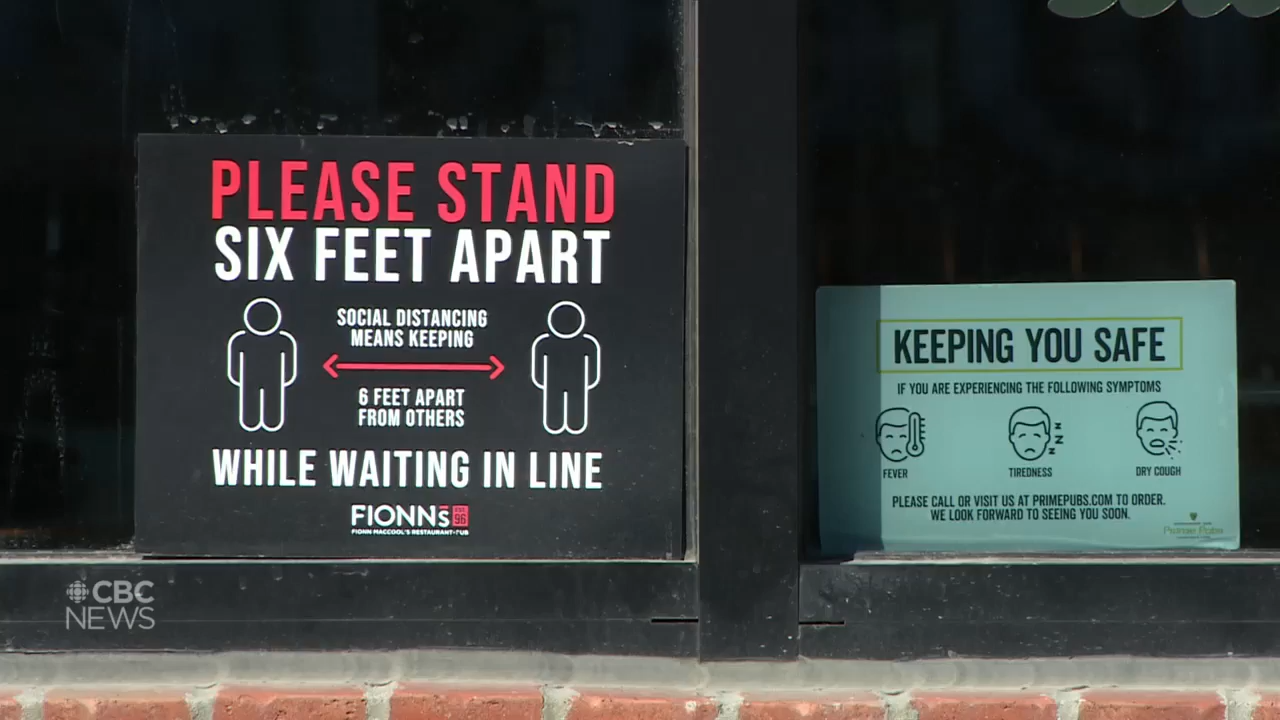 PLEASE STAND
SIX FEET APART
SOCIAL DISTANCING
MEANS KEEPING
6 FEET APART
FROM OTHERS
WHILE WAITING IN LINE
FIONN's
96
FIONN MACCOOL'S RESTAURANT-PUB
KEEPING YOU SAFE
IF YOU ARE EXPERIENCING THE FOLLOWING SYMPTOMS
FEVER
TIREDNESS
DRY COUGH
PLEASE CALL OR VISIT US AT PRIMEPUBS.COM TO ORDER.
WE LOOK FORWARD TO SEEING YOU SOON.
Prime Pubs
CBC
NEWS